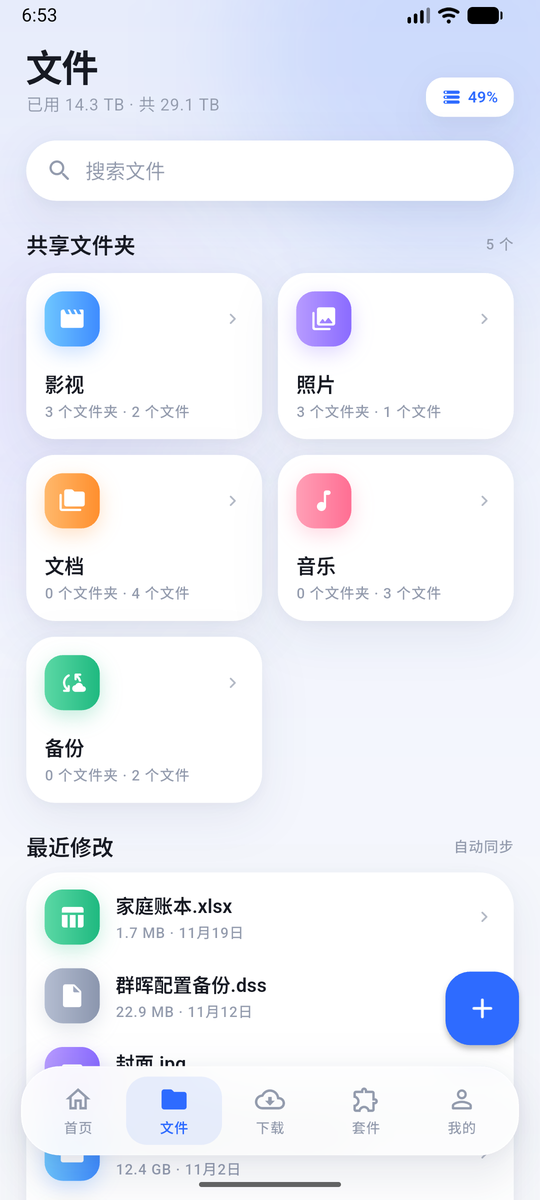 6:53
文件
已用 14.3 TB · 共 29.1 TB
49%
搜索文件
共享文件夹
5 个
影视
3 个文件夹 · 2 个文件
照片
3 个文件夹 · 1 个文件
文档
0 个文件夹 · 4 个文件
音乐
0 个文件夹 · 3 个文件
备份
0 个文件夹 · 2 个文件
最近修改
自动同步
家庭账本.xlsx
1.7 MB · 11月19日
群晖配置备份.dss
22.9 MB · 11月12日
封面.jpg
首页
文件
下载
套件
我的
12.4 GB · 11月2日